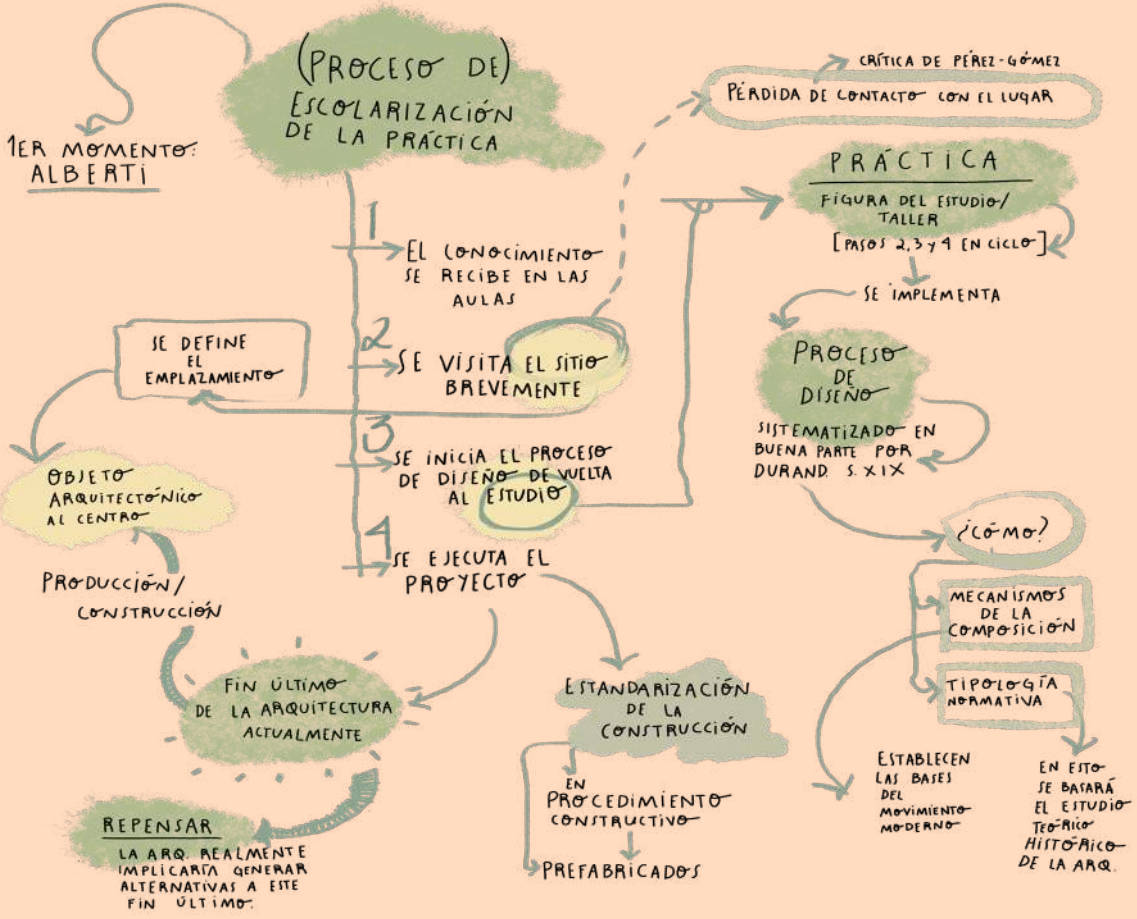 (PROCESO DE)
ESCOLARIZACIÓN
DE LA PRÁCTICA
1ER MOMENTO:
ALBERTI
1
EL CONOCIMIENTO
SE RECIBE EN LAS
AULAS
2
SE VISITA EL SITIO
BREVEMENTE
SE DEFINE
EL
EMPLAZAMIENTO
3
SE INICIA EL PROCESO
DE DISEÑO DE VUELTA
AL ESTUDIO
OBJETO
ARQUITECTÓNICO
AL CENTRO
4
SE EJECUTA EL
PROYECTO
PRODUCCIÓN/
CONSTRUCCIÓN
FIN ÚLTIMO
DE LA ARQUITECTURA
ACTUALMENTE
REPENSAR
LA ARQ. REALMENTE
IMPLICARÍA GENERAR
ALTERNATIVAS A ESTE
FIN ÚLTIMO.
ESTANDARIZACIÓN
DE LA
CONSTRUCCIÓN
EN
PROCEDIMIENTO
CONSTRUCTIVO
PREFABRICADOS
CRÍTICA DE PÉREZ-GÓMEZ
PÉRDIDA DE CONTACTO CON EL LUGAR
PRÁCTICA
FIGURA DEL ESTUDIO/
TALLER
[PASOS 2,3 y 4 EN CICLO]
SE IMPLEMENTA
PROCESO
DE
DISEÑO
SISTEMATIZADO EN
BUENA PARTE POR
DURAND. S. XIX
¿CÓMO?
MECANISMOS
DE LA
COMPOSICIÓN
TIPOLOGÍA
NORMATIVA
ESTABLECEN
LAS BASES
DEL
MOVIMIENTO
MODERNO
EN ESTO
SE BASARÁ
EL ESTUDIO
TEÓRICO
HISTÓRICO
DE LA ARQ.